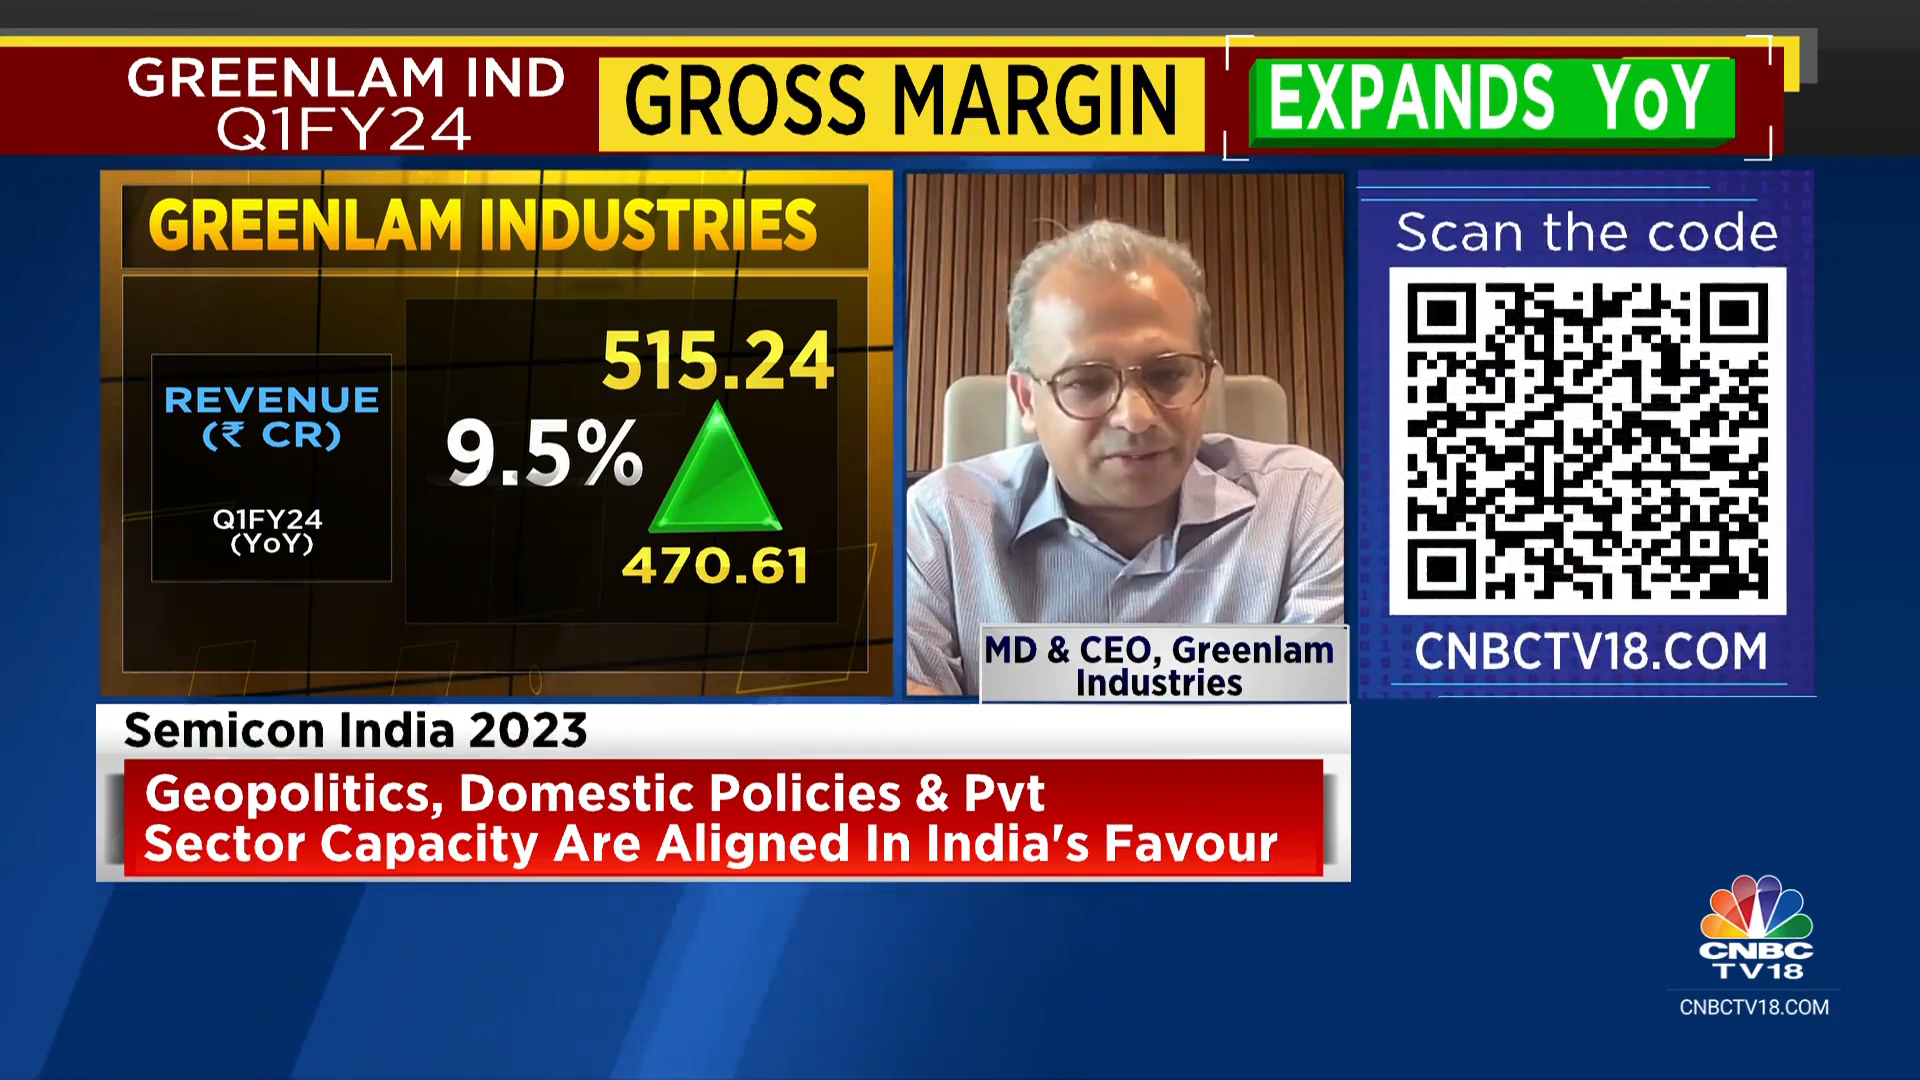 GREENLAM IND
Q1FY24
GROSS MARGIN
EXPANDS YoY
GREENLAM INDUSTRIES
REVENUE
(₹ CR)
Q1FY24
(YoY)
515.24
9.5%
470.61
MD & CEO, Greenlam
Industries
Scan the code
CNBCTV18.COM
Semicon India 2023
Geopolitics, Domestic Policies & Pvt
Sector Capacity Are Aligned In India's Favour
CNBC
TV18
CNBCTV18.COM